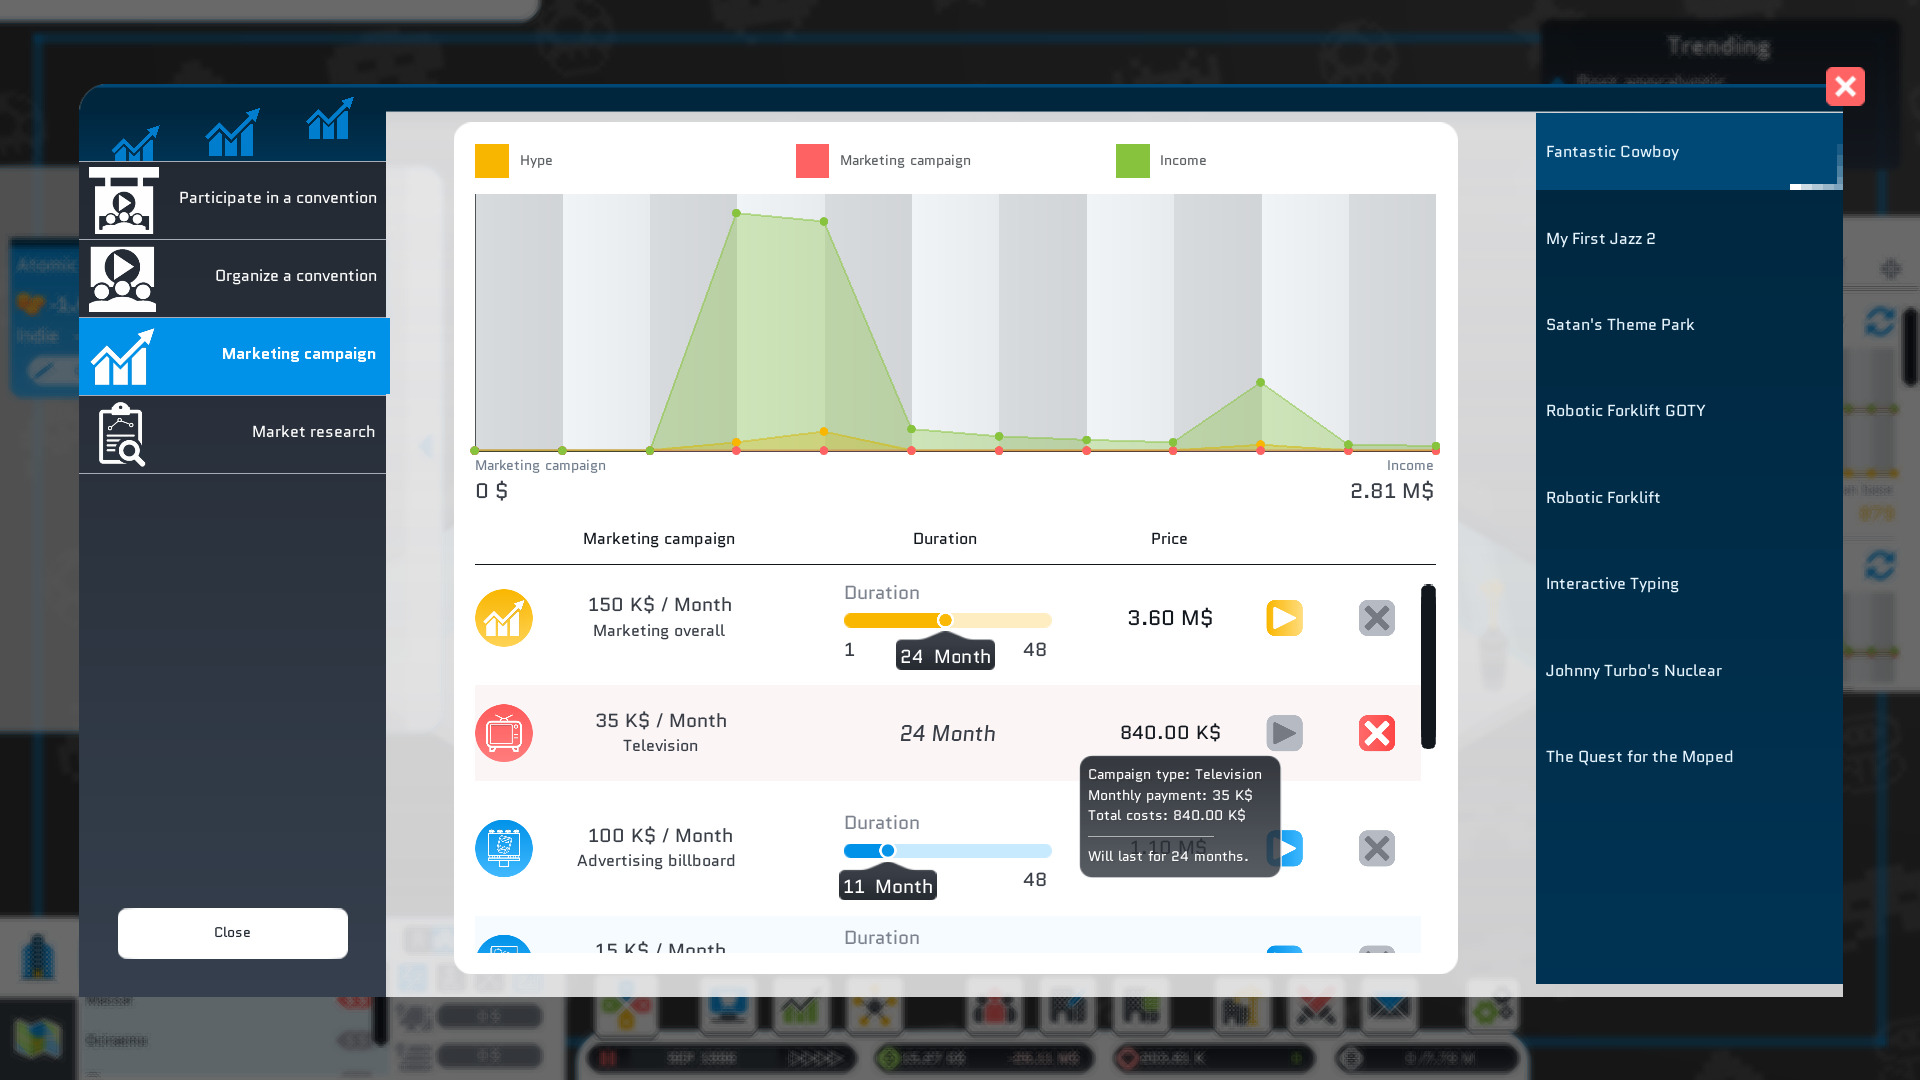 Trending
Participate in a convention
Organize a convention
Marketing campaign
Market research
Close
Hype
Marketing campaign
Income
Marketing campaign
Income
0 $
2.81 M$
Marketing campaign
Duration
Price
150 K$ / Month
Marketing overall
Duration
1
24 Month
48
3.60 M$
35 K$ / Month
Television
24 Month
840.00 K$
Campaign type: Television
Monthly payment: 35 K$
Total costs: 840.00 K$
Will last for 24 months.
100 K$ / Month
Advertising billboard
Duration
11 Month
48
1.10 M$
15 K$ / Month
Duration
Fantastic Cowboy
My First Jazz 2
Satan's Theme Park
Robotic Forklift GOTY
Robotic Forklift
Interactive Typing
Johnny Turbo's Nuclear
The Quest for the Moped